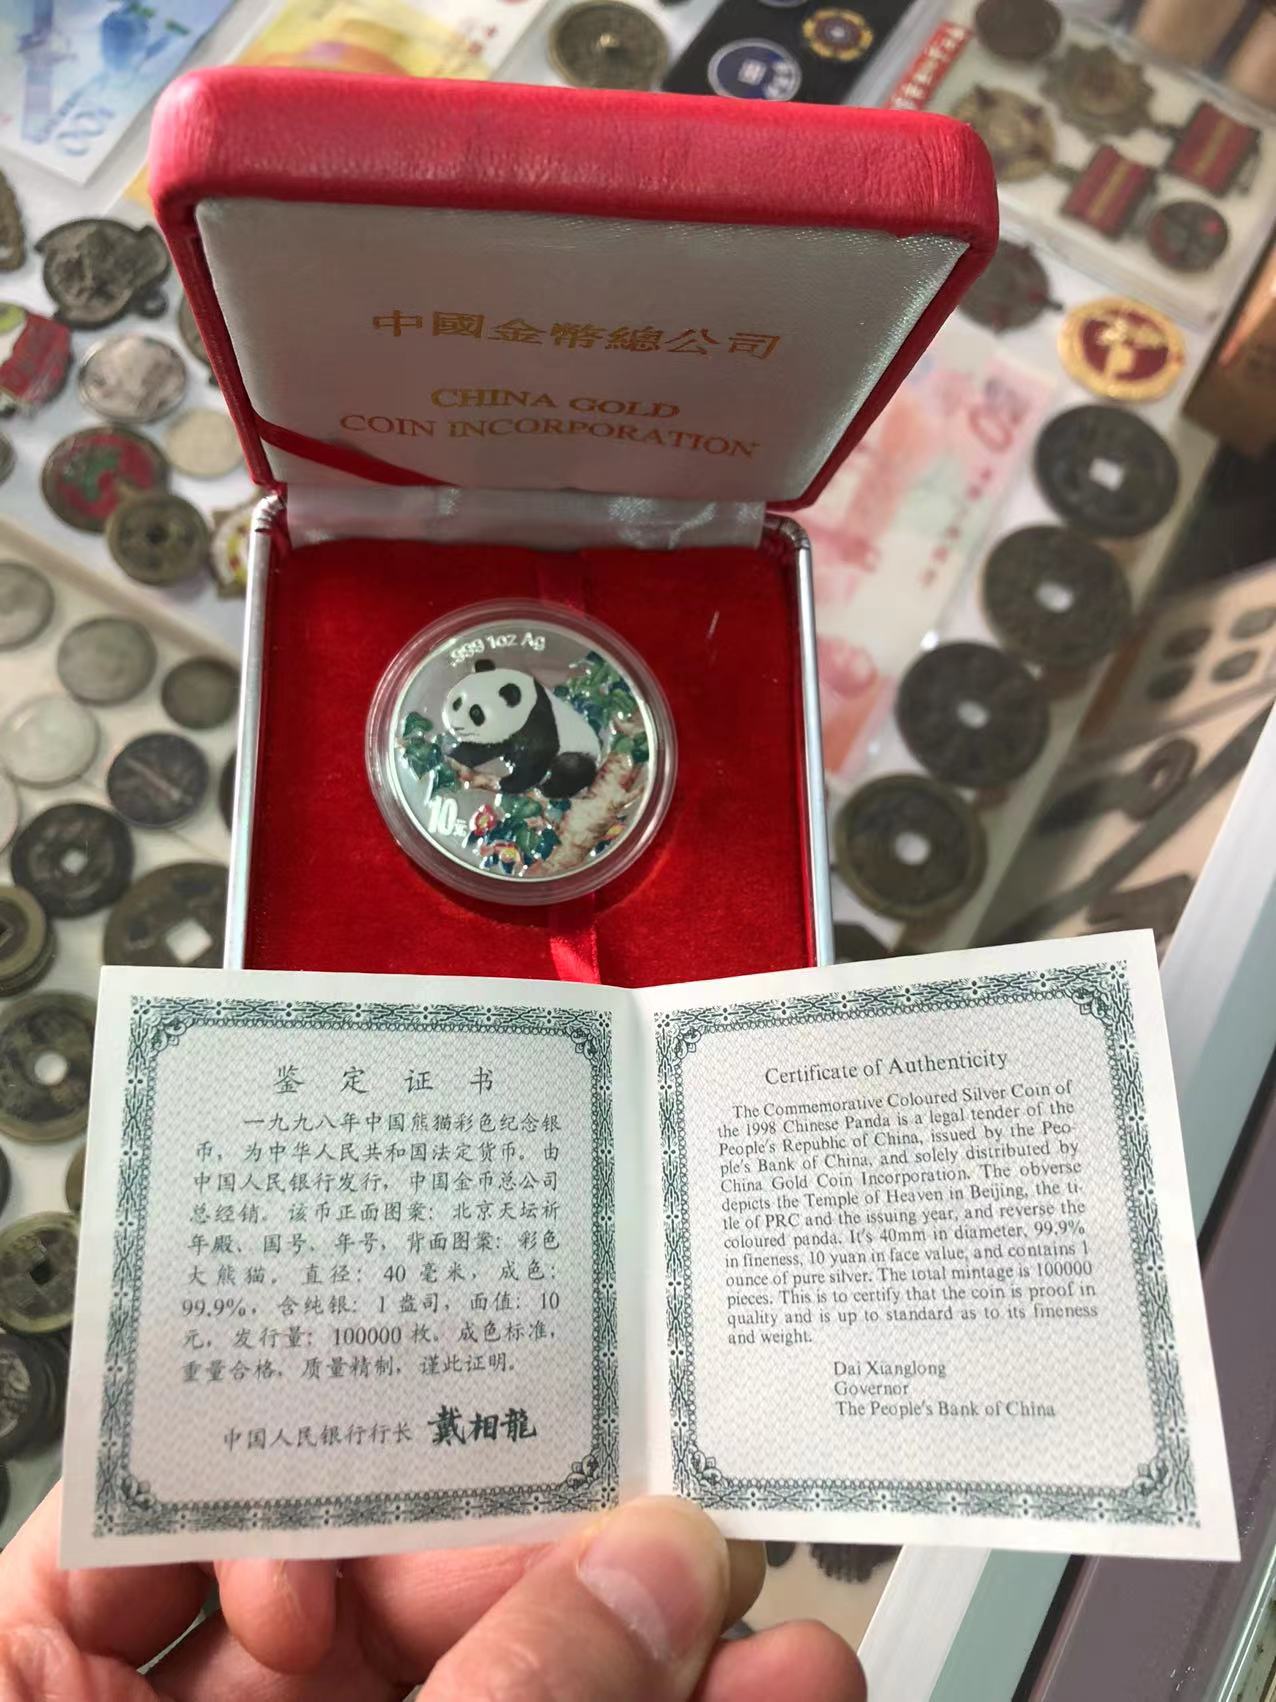 中國金幣總公司
CHINA GOLD
COIN INCORPORATION
.999 1oz Ag
10元
鉴定证书
一九九八年中国熊猫彩色纪念银
币，为中华人民共和国法定货币。由
中国人民银行发行，中国金币总公司
总经销。该币正面图案：北京天坛祈
年殿、国号、年号，背面图案：彩色
大熊猫。直径：40毫米，成色：
99.9%，含纯银：1盎司，面值：10
元，发行量：100000枚。成色标准，
重量合格，质量精制，谨此证明。
中国人民银行行长 戴相龍
Certificate of Authenticity
The Commemorative Coloured Silver Coin of
the 1998 Chinese Panda is a legal tender of the
People's Republic of China, issued by the Peo-
ple's Bank of China, and solely distributed by
China Gold Coin Incorporation. The obverse
depicts the Temple of Heaven in Beijing, the ti-
tle of PRC and the issuing year, and reverse the
coloured panda. It's 40mm in diameter, 99.9%
in fineness, 10 yuan in face value, and contains 1
ounce of pure silver. The total mintage is 100000
pieces. This is to certify that the coin is proof in
quality and is up to standard as to its fineness
and weight.
Dai Xianglong
Governor
The People's Bank of China